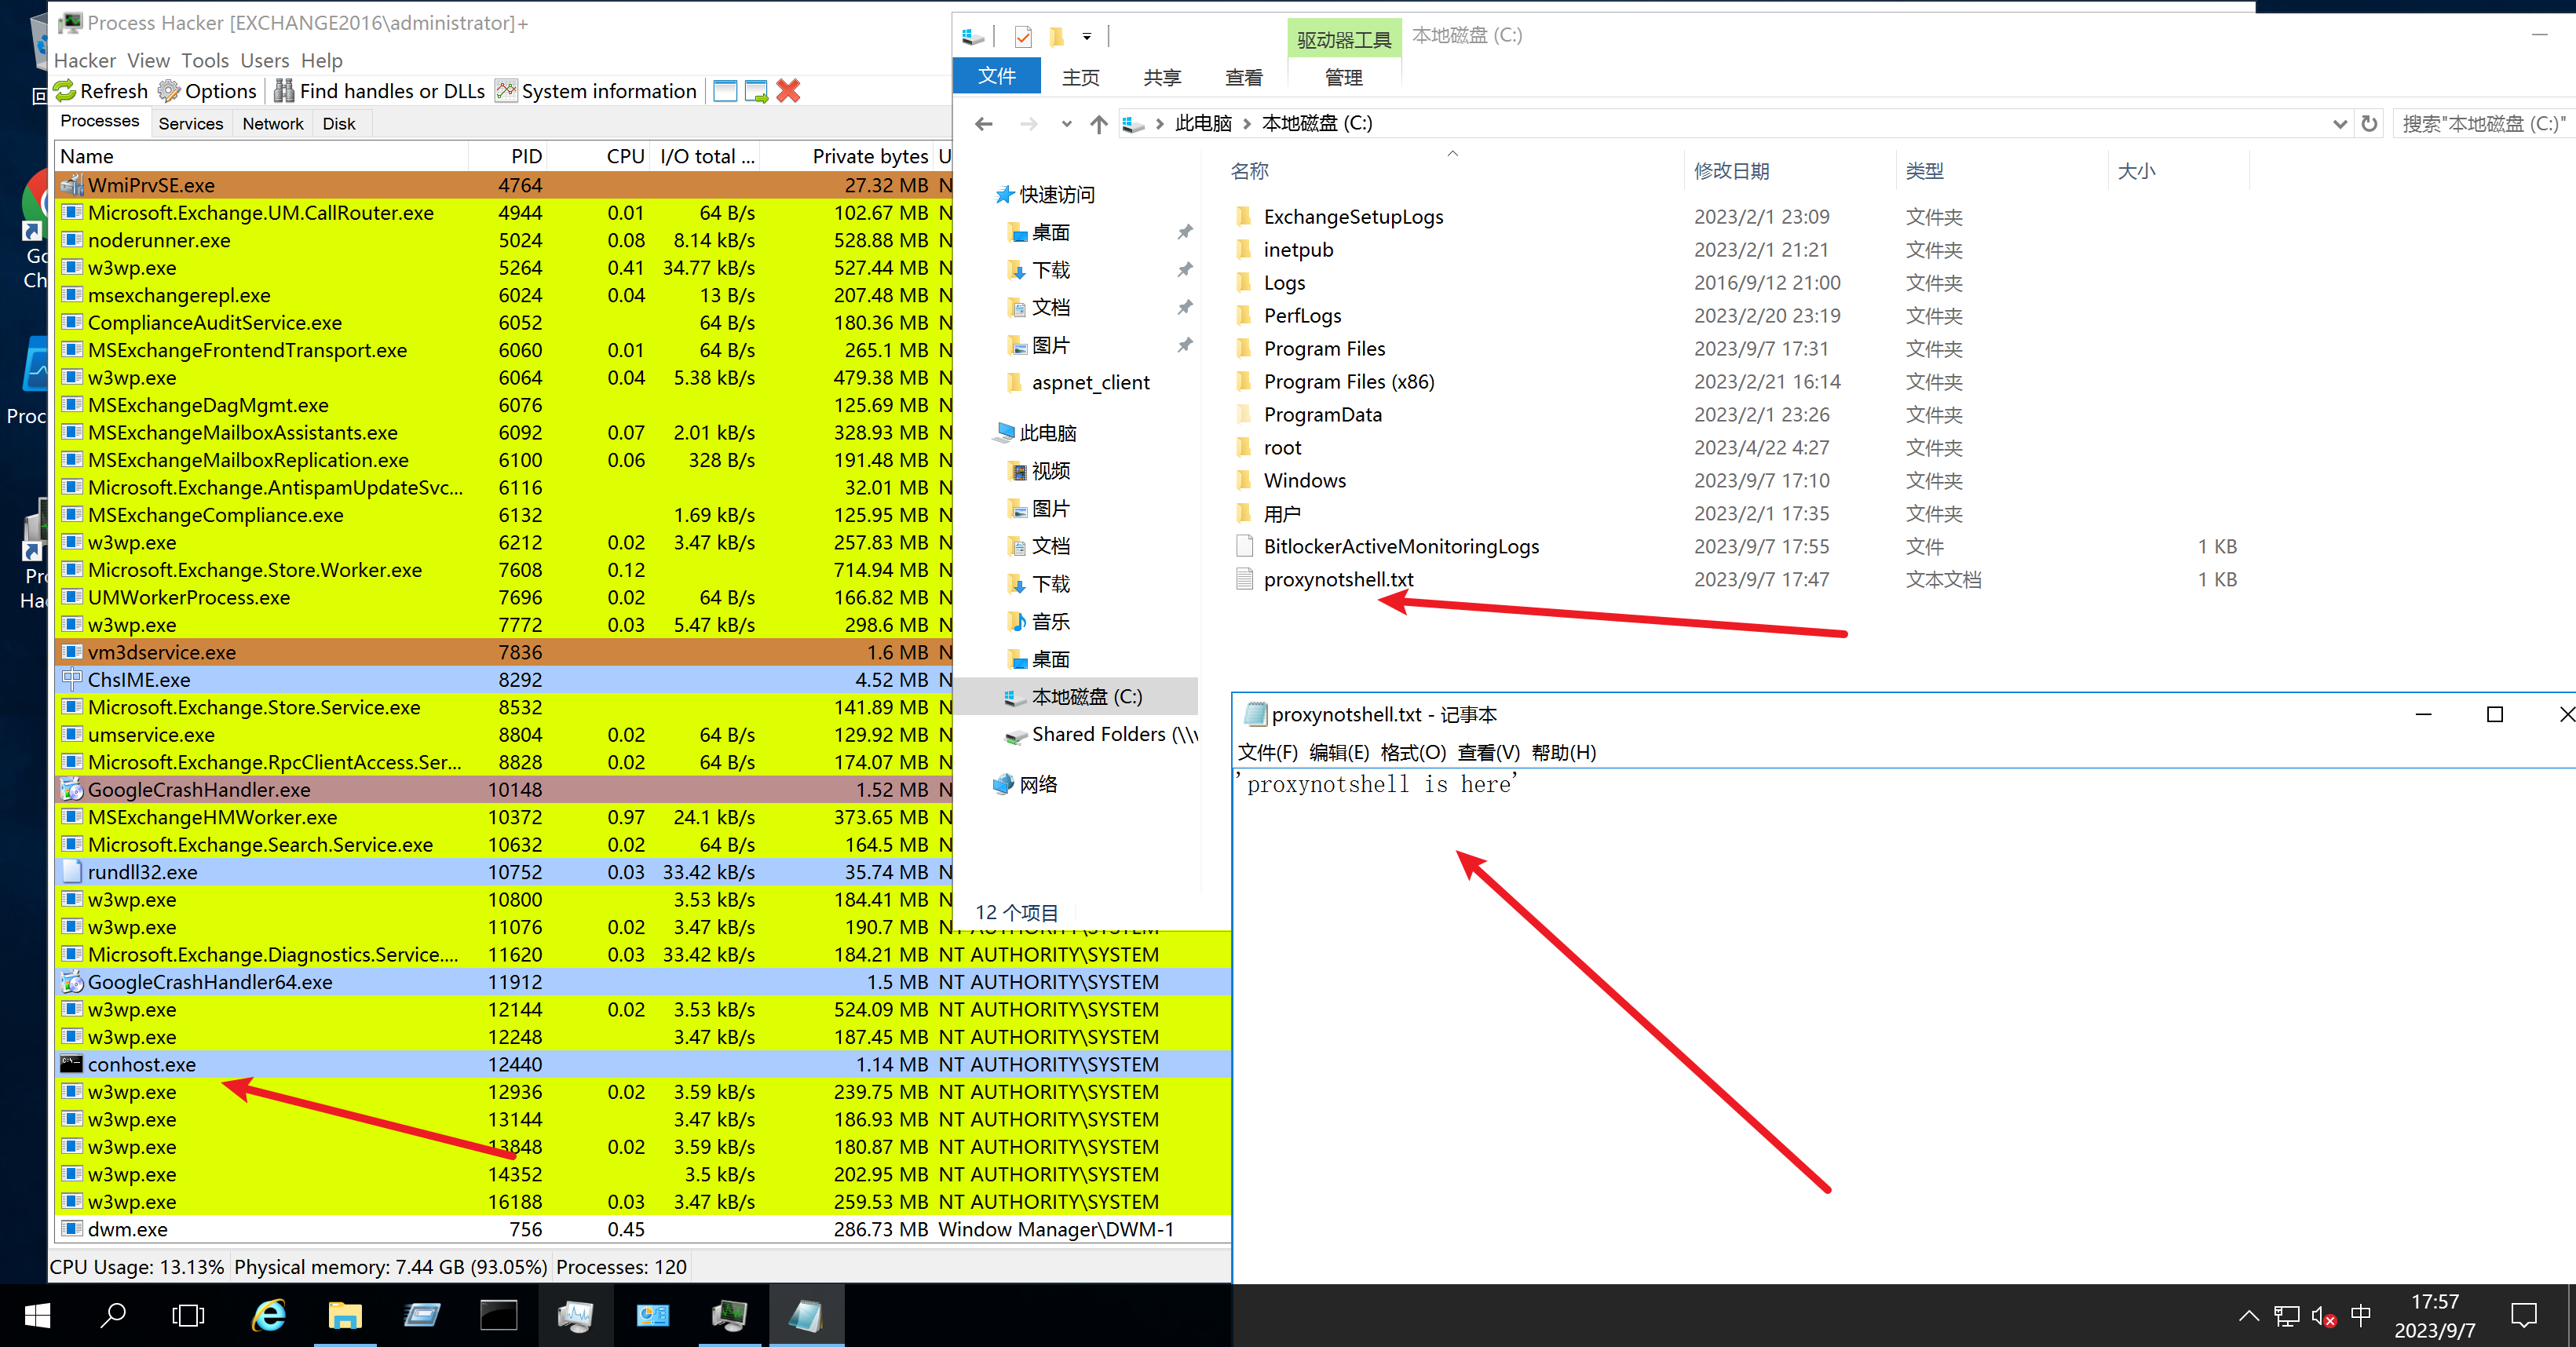 Process Hacker [EXCHANGE2016\administrator]+
Hacker View Tools Users Help
Refresh Options Find handles or DLLs System information
Processes Services Network Disk
Name PID CPU I/O total ... Private bytes U
WmiPrvSE.exe 4764 27.32 MB N
Microsoft.Exchange.UM.CallRouter.exe 4944 0.01 64 B/s 102.67 MB N
noderunner.exe 5024 0.08 8.14 kB/s 528.88 MB N
w3wp.exe 5264 0.41 34.77 kB/s 527.44 MB N
msexchangerepl.exe 6024 0.04 13 B/s 207.48 MB N
ComplianceAuditService.exe 6052 64 B/s 180.36 MB N
MSExchangeFrontendTransport.exe 6060 0.01 64 B/s 265.1 MB N
w3wp.exe 6064 0.04 5.38 kB/s 479.38 MB N
MSExchangeDagMgmt.exe 6076 125.69 MB N
MSExchangeMailboxAssistants.exe 6092 0.07 2.01 kB/s 328.93 MB N
MSExchangeMailboxReplication.exe 6100 0.06 328 B/s 191.48 MB N
Microsoft.Exchange.AntispamUpdateSvc... 6116 32.01 MB N
MSExchangeCompliance.exe 6132 1.69 kB/s 125.95 MB N
w3wp.exe 6212 0.02 3.47 kB/s 257.83 MB N
Microsoft.Exchange.Store.Worker.exe 7608 0.12 714.94 MB N
UMWorkerProcess.exe 7696 0.02 64 B/s 166.82 MB N
w3wp.exe 7772 0.03 5.47 kB/s 298.6 MB N
vm3dservice.exe 7836 1.6 MB N
ChsIME.exe 8292 4.52 MB N
Microsoft.Exchange.Store.Service.exe 8532 141.89 MB N
umservice.exe 8804 0.02 64 B/s 129.92 MB N
Microsoft.Exchange.RpcClientAccess.Ser... 8828 0.02 64 B/s 174.07 MB N
GoogleCrashHandler.exe 10148 1.52 MB N
MSExchangeHMWorker.exe 10372 0.97 24.1 kB/s 373.65 MB N
Microsoft.Exchange.Search.Service.exe 10632 0.02 64 B/s 164.5 MB N
rundll32.exe 10752 0.03 33.42 kB/s 35.74 MB N
w3wp.exe 10800 3.53 kB/s 184.41 MB N
w3wp.exe 11076 0.02 3.47 kB/s 190.7 MB NT AUTHORITY\SYSTEM
Microsoft.Exchange.Diagnostics.Service.... 11620 0.03 33.42 kB/s 184.21 MB NT AUTHORITY\SYSTEM
GoogleCrashHandler64.exe 11912 1.5 MB NT AUTHORITY\SYSTEM
w3wp.exe 12144 0.02 3.53 kB/s 524.09 MB NT AUTHORITY\SYSTEM
w3wp.exe 12248 3.47 kB/s 187.45 MB NT AUTHORITY\SYSTEM
conhost.exe 12440 1.14 MB NT AUTHORITY\SYSTEM
w3wp.exe 12936 0.02 3.59 kB/s 239.75 MB NT AUTHORITY\SYSTEM
w3wp.exe 13144 3.47 kB/s 186.93 MB NT AUTHORITY\SYSTEM
w3wp.exe 13848 0.02 3.59 kB/s 180.87 MB NT AUTHORITY\SYSTEM
w3wp.exe 14352 3.5 kB/s 202.95 MB NT AUTHORITY\SYSTEM
w3wp.exe 16188 0.03 3.47 kB/s 259.53 MB NT AUTHORITY\SYSTEM
dwm.exe 756 0.45 286.73 MB Window Manager\DWM-1
CPU Usage: 13.13% Physical memory: 7.44 GB (93.05%) Processes: 120
回
Go
Ch
Proc
Pro
Hac
驱动器工具 本地磁盘 (C:)
文件 主页 共享 查看 管理
此电脑 本地磁盘 (C:) 搜索"本地磁盘 (C:)"
快速访问
桌面
下载
文档
图片
aspnet_client
此电脑
视频
图片
文档
下载
音乐
桌面
本地磁盘 (C:)
Shared Folders (\\v
网络
名称 修改日期 类型 大小
ExchangeSetupLogs 2023/2/1 23:09 文件夹
inetpub 2023/2/1 21:21 文件夹
Logs 2016/9/12 21:00 文件夹
PerfLogs 2023/2/20 23:19 文件夹
Program Files 2023/9/7 17:31 文件夹
Program Files (x86) 2023/2/21 16:14 文件夹
ProgramData 2023/2/1 23:26 文件夹
root 2023/4/22 4:27 文件夹
Windows 2023/9/7 17:10 文件夹
用户 2023/2/1 17:35 文件夹
BitlockerActiveMonitoringLogs 2023/9/7 17:55 文件 1 KB
proxynotshell.txt 2023/9/7 17:47 文本文档 1 KB
12 个项目
proxynotshell.txt - 记事本
文件(F) 编辑(E) 格式(O) 查看(V) 帮助(H)
'proxynotshell is here'
中
17:57
2023/9/7